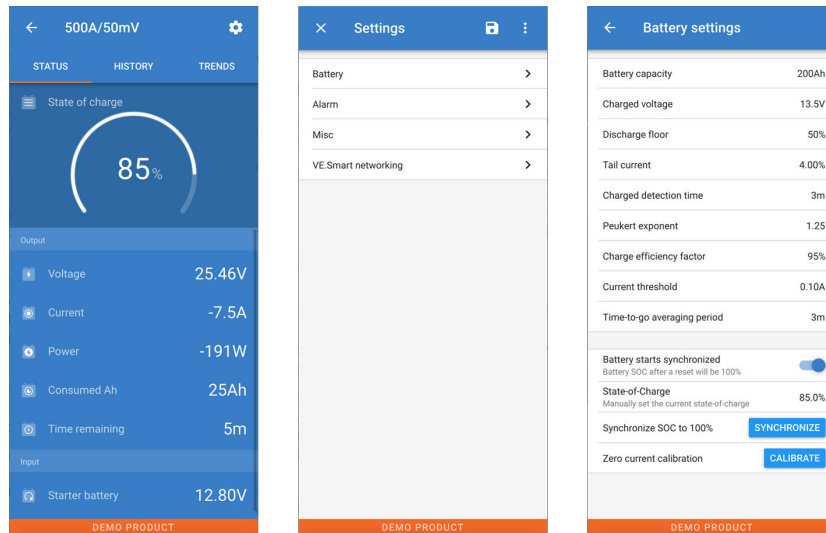 500A/50mV
STATUS HISTORY TRENDS
State of charge
85%
Output
Voltage 25.46V
Current -7.5A
Power -191W
Consumed Ah 25Ah
Time remaining 5m
Input
Starter battery 12.80V
DEMO PRODUCT
Settings
Battery
Alarm
Misc
VE.Smart networking
DEMO PRODUCT
Battery settings
Battery capacity 200Ah
Charged voltage 13.5V
Discharge floor 50%
Tail current 4.00%
Charged detection time 3m
Peukert exponent 1.25
Charge efficiency factor 95%
Current threshold 0.10A
Time-to-go averaging period 3m
Battery starts synchronized
Battery SOC after a reset will be 100%
State-of-Charge 85.0%
Manually set the current state-of-charge
Synchronize SOC to 100% SYNCHRONIZE
Zero current calibration CALIBRATE
DEMO PRODUCT